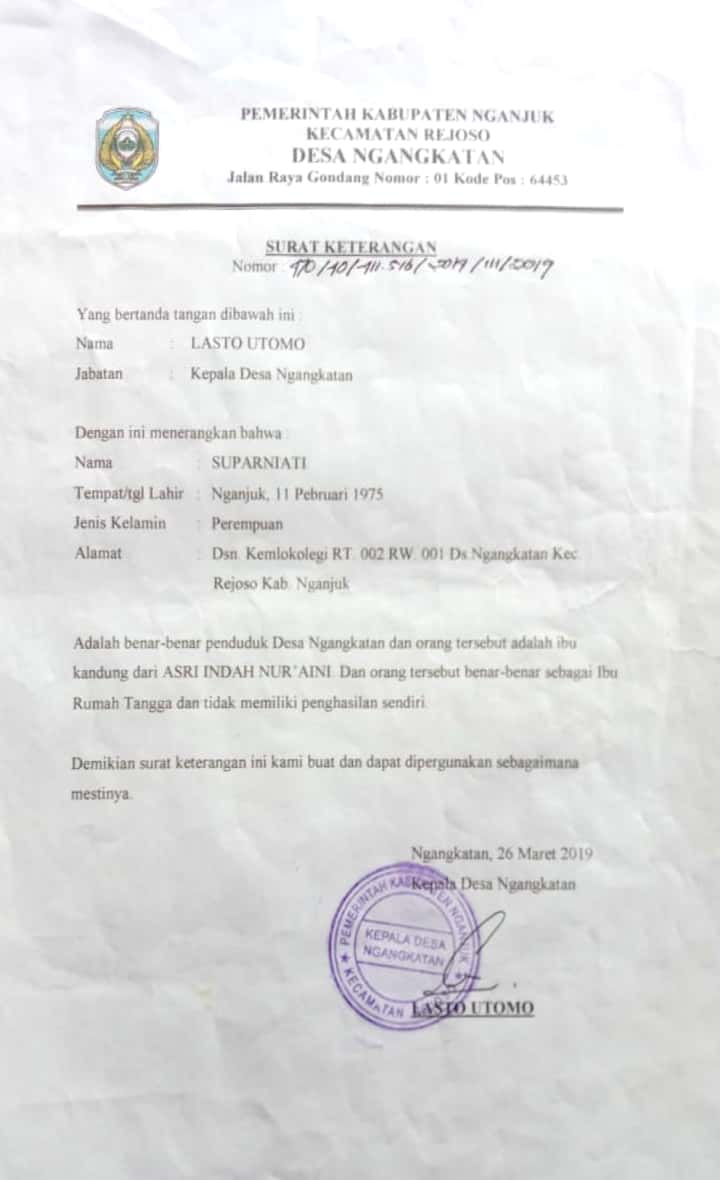 PEMERINTAH KABUPATEN NGANJUK
KECAMATAN REJOSO
DESA NGANGKATAN
Jalan Raya Gondang Nomor : 01 Kode Pos : 64453
SURAT KETERANGAN
Nomor : 470/40/411.516/2019/III/2019
Yang bertanda tangan dibawah ini :
Nama : LASTO UTOMO
Jabatan : Kepala Desa Ngangkatan
Dengan ini menerangkan bahwa :
Nama : SUPARNIATI
Tempat/tgl Lahir : Nganjuk, 11 Pebruari 1975
Jenis Kelamin : Perempuan
Alamat : Dsn. Kemlokolegi RT. 002 RW. 001 Ds Ngangkatan Kec.
Rejoso Kab. Nganjuk
Adalah benar-benar penduduk Desa Ngangkatan dan orang tersebut adalah ibu
kandung dari ASRI INDAH NUR'AINI. Dan orang tersebut benar-benar sebagai Ibu
Rumah Tangga dan tidak memiliki penghasilan sendiri.
Demikian surat keterangan ini kami buat dan dapat dipergunakan sebagaimana
mestinya.
Ngangkatan, 26 Maret 2019
Kepala Desa Ngangkatan
PEMERINTAH KABUPATEN NGANJUK
KEPALA DESA
NGANGKATAN
KECAMATAN
LASTO UTOMO